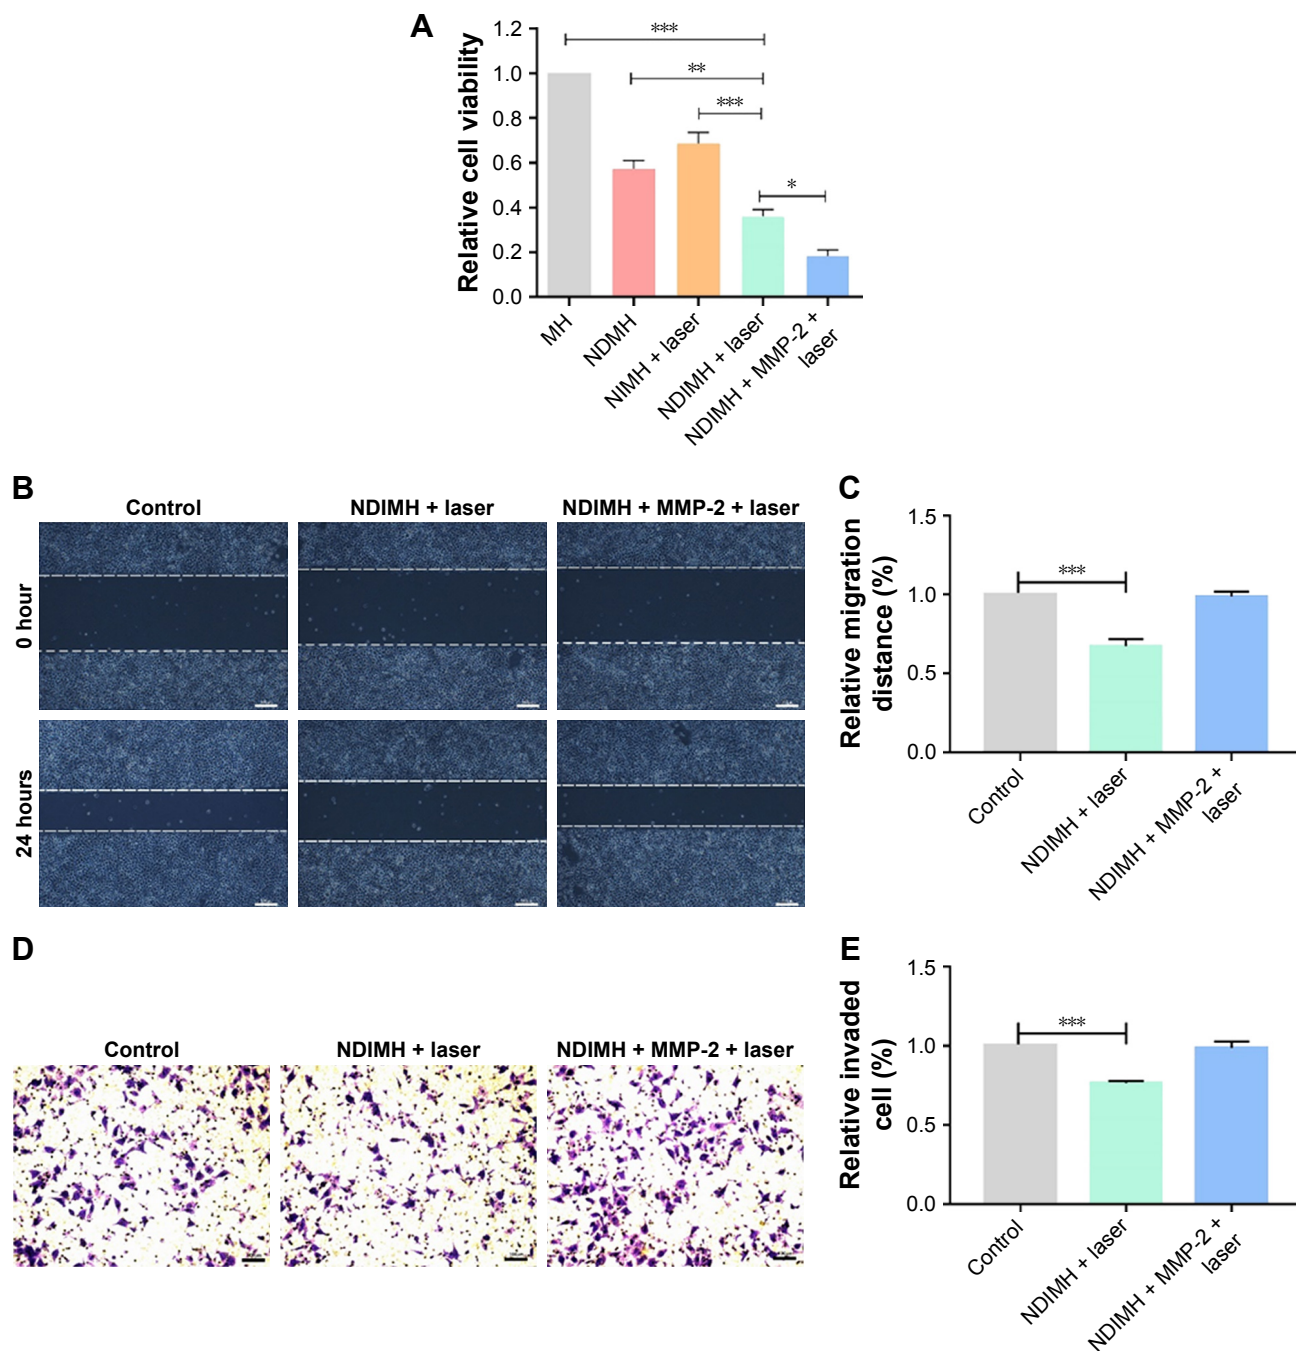 A
Relative cell viability
1.2
1.0
0.8
0.6
0.4
0.2
0.0
***
**
***
*
MH
NDMH
NIMH + laser
NDIMH + laser
NDIMH + MMP-2 +
laser
B
Control
NDIMH + laser
NDIMH + MMP-2 + laser
0 hour
24 hours
C
Relative migration
distance (%)
1.5
1.0
0.5
0.0
***
Control
NDIMH + laser
NDIMH + MMP-2 +
laser
D
Control
NDIMH + laser
NDIMH + MMP-2 + laser
E
Relative invaded
cell (%)
1.5
1.0
0.5
0.0
***
Control
NDIMH + laser
NDIMH + MMP-2 +
laser